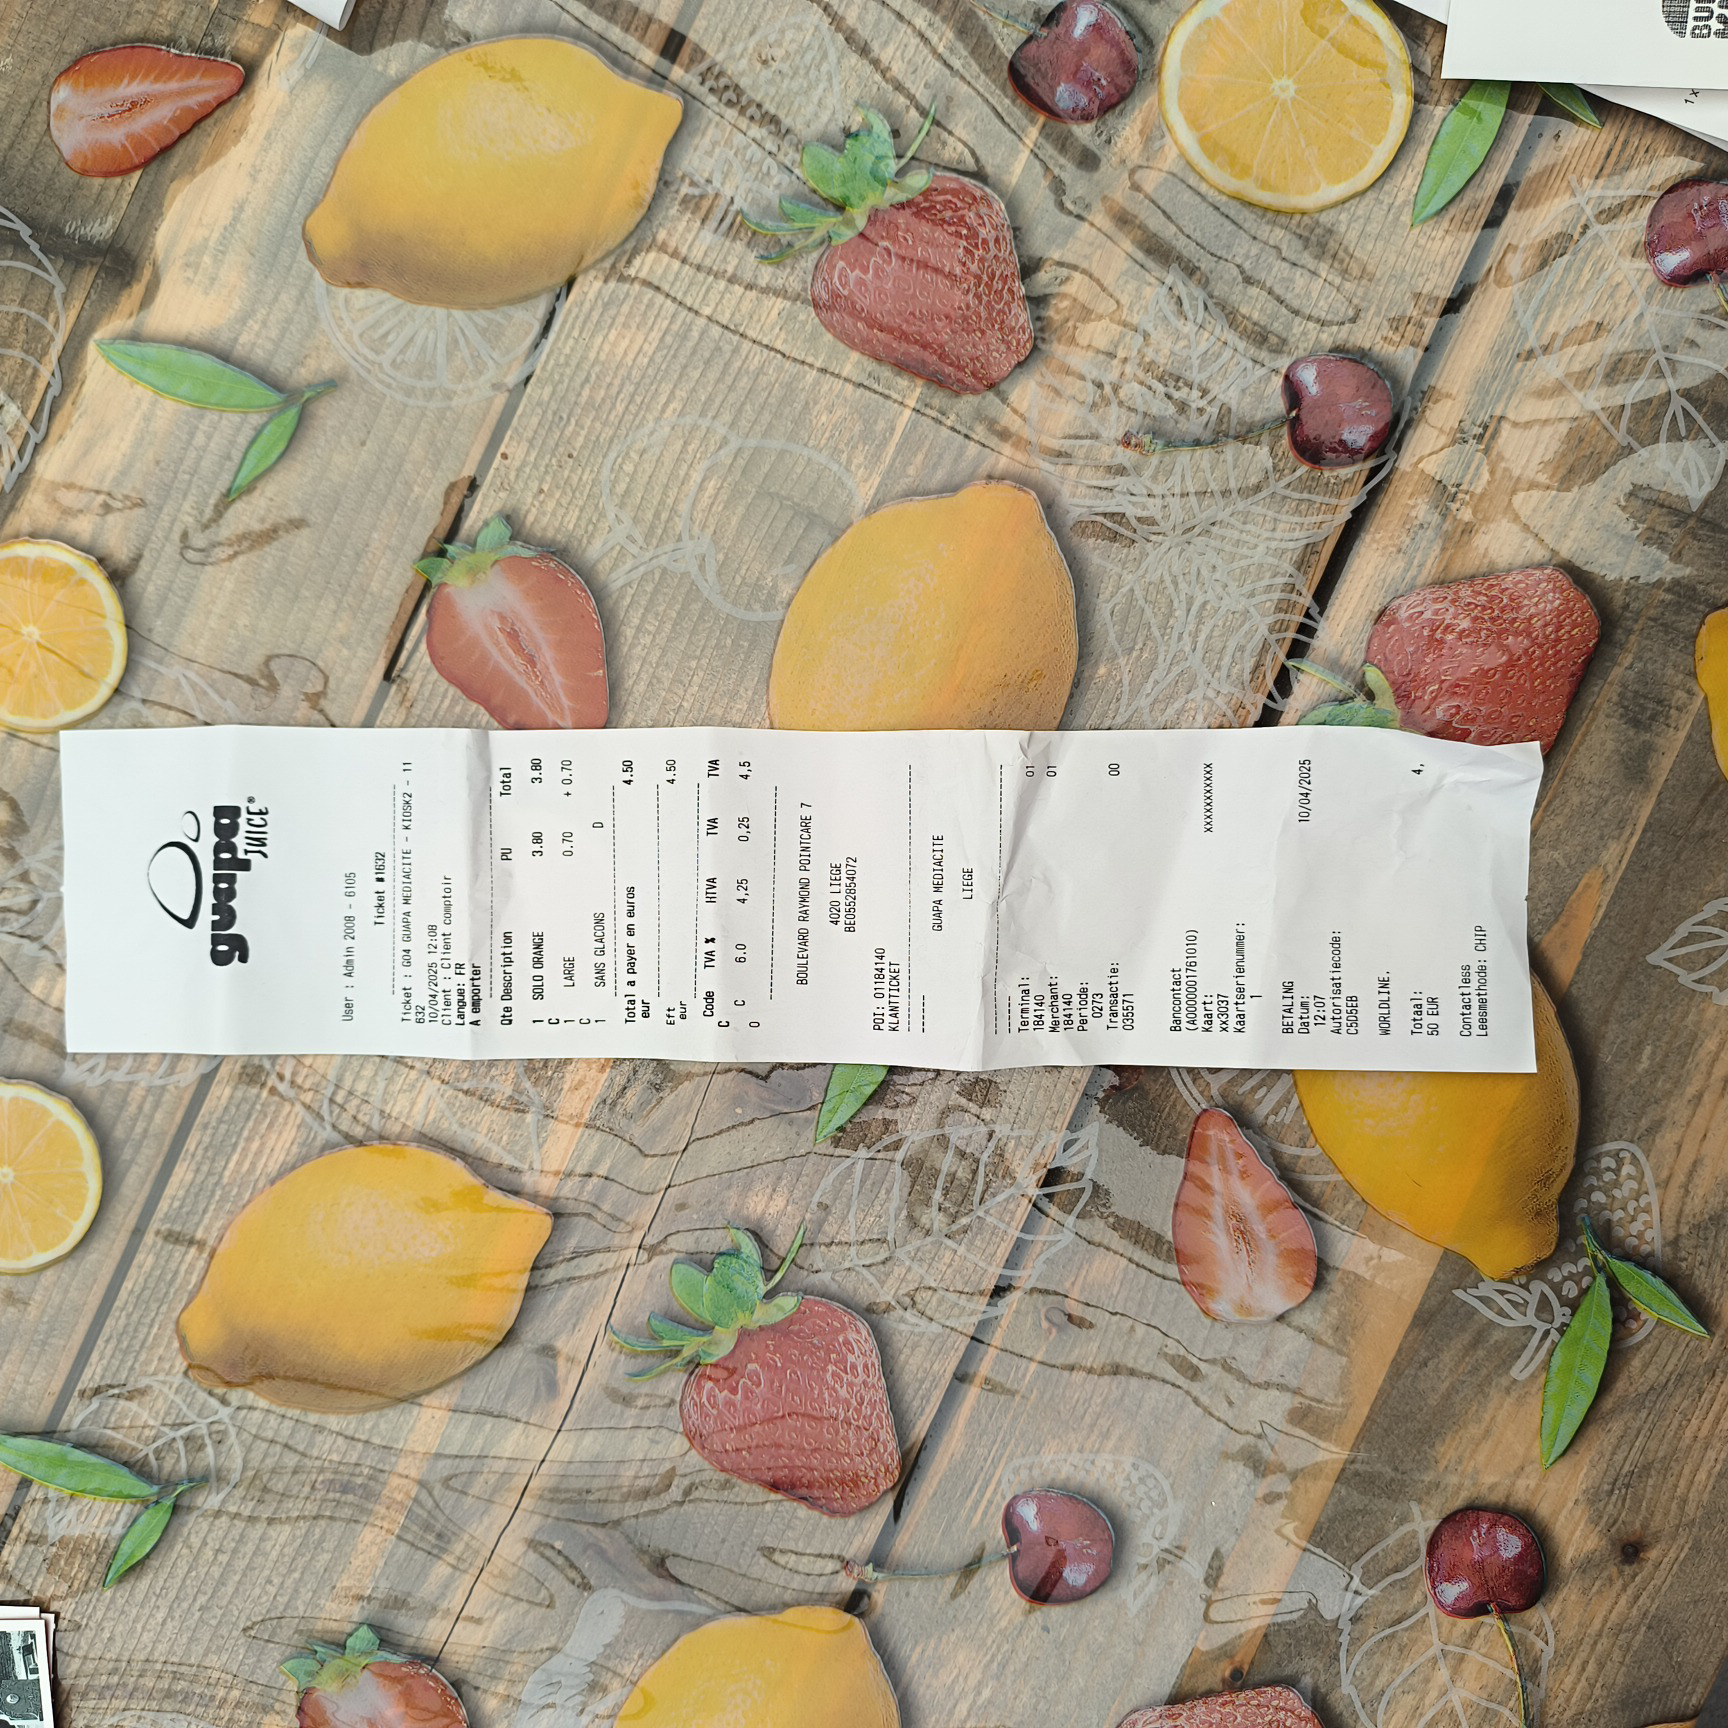 guapa
JUICE®
User : Admin 2008 - 6105
Ticket #1632
Ticket : G04 GUAPA MEDIACITE - KIOSK2 - 11
632
10/04/2025 12:08
Client : Client comptoir
Langue: FR
A emporter
Qte Description PU Total
1 SOLO ORANGE 3.80 3.80
C
1 LARGE 0.70 + 0.70
C
1 SANS GLACONS D
Total a payer en euros 4.50
eur
Eft 4.50
eur
Code TVA % HTVA TVA TVA
C
C 6.0 4,25 0,25 4,5
0
BOULEVARD RAYMOND POINTCARE 7
4020 LIEGE
BE0552854072
POI: 01184140
KLANTTICKET
GUAPA MEDIACITE
LIEGE
Terminal: 01
184140
Merchant: 01
184140
Periode:
0273
Transactie: 00
035571
Bancontact
(A0000001761010)
Kaart: xxxxxxxxxxx
xx3037
Kaartserienummer:
1
BETALING
Datum: 10/04/2025
12:07
Autorisatiecode:
C5D5EB
WORLDLINE.
Totaal: 4,
50 EUR
Contactless
Leesmethode: CHIP
1 x